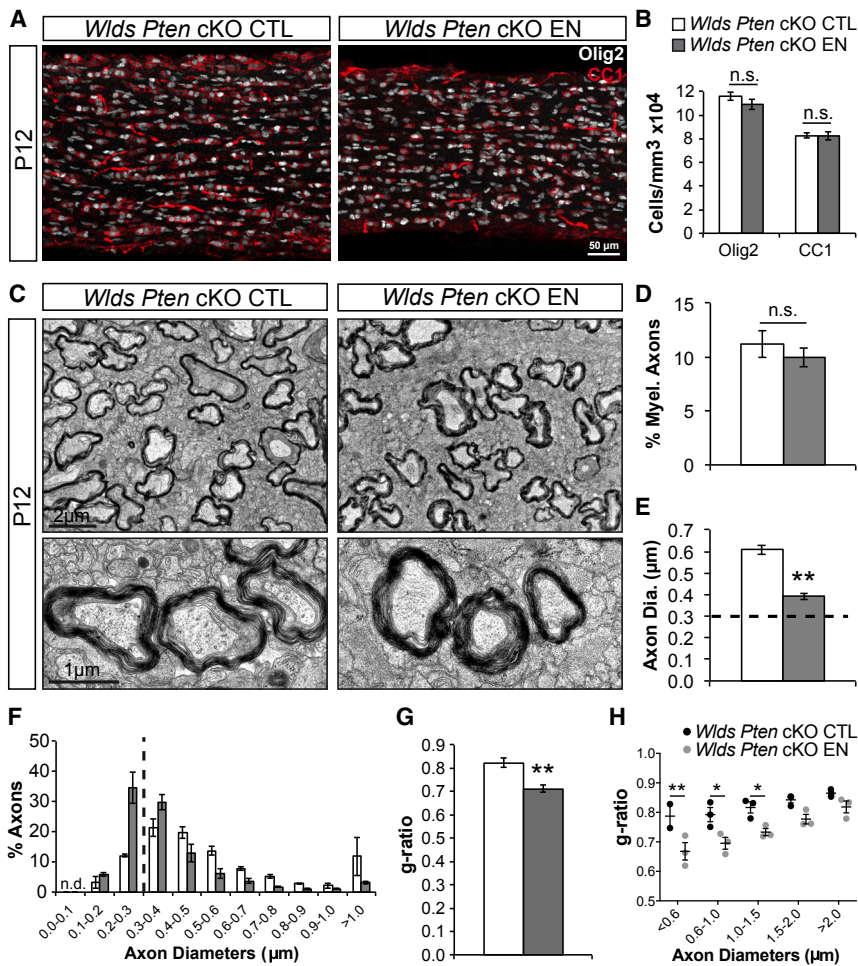 A
Wlds Pten cKO CTL
Wlds Pten cKO EN
Olig2
CC1
P12
50 µm
B
Wlds Pten cKO CTL
Wlds Pten cKO EN
n.s.
n.s.
Cells/mm³ x10⁴
12
10
8
6
4
2
0
Olig2
CC1
C
Wlds Pten cKO CTL
Wlds Pten cKO EN
P12
2µm
1µm
D
n.s.
% Myel. Axons
15
10
5
0
E
Axon Dia. (µm)
0.7
0.6
0.5
0.4
0.3
0.2
0.1
0.0
**
F
% Axons
50
40
30
20
10
0
n.d.
0.0-0.1
0.1-0.2
0.2-0.3
0.3-0.4
0.4-0.5
0.5-0.6
0.6-0.7
0.7-0.8
0.8-0.9
0.9-1.0
>1.0
Axon Diameters (µm)
G
g-ratio
0.9
0.8
0.7
0.6
0.5
0.4
0.3
0.2
0.1
0.0
**
H
Wlds Pten cKO CTL
Wlds Pten cKO EN
g-ratio
1.0
0.9
0.8
0.7
0.6
0.5
**
*
*
<0.6
0.6-1.0
1.0-1.5
1.5-2.0
>2.0
Axon Diameters (µm)